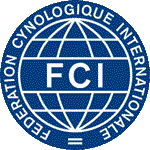 FEDERATION CYNOLOGIQUE INTERNATIONALE
FCI